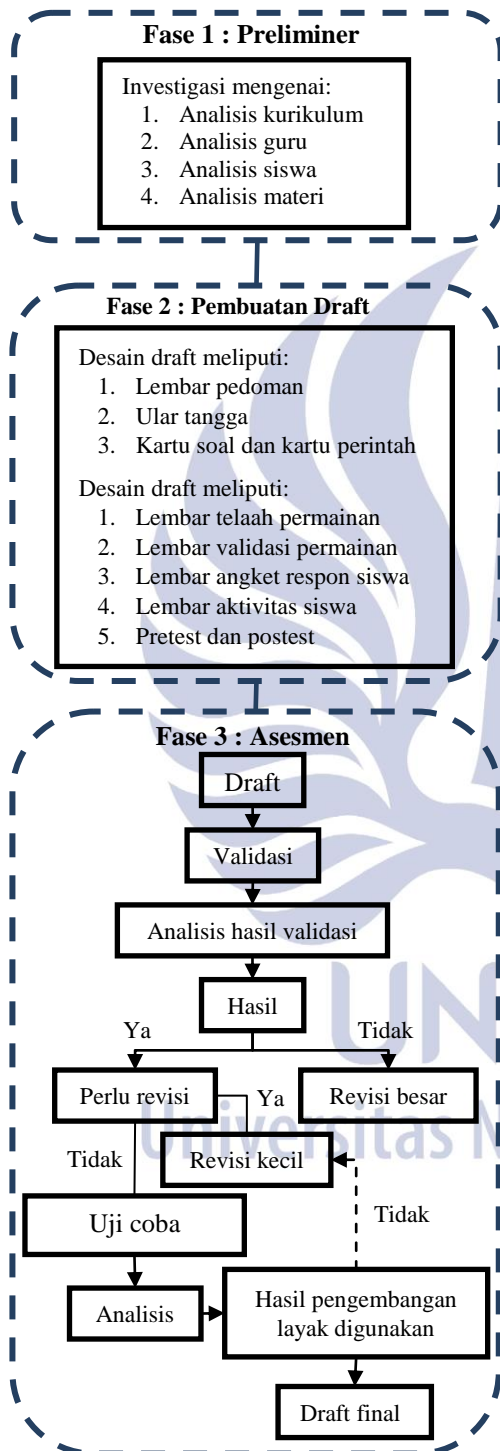 Fase 1 : Preliminer
Investigasi mengenai:
1. Analisis kurikulum
2. Analisis guru
3. Analisis siswa
4. Analisis materi
Fase 2 : Pembuatan Draft
Desain draft meliputi:
1. Lembar pedoman
2. Ular tangga
3. Kartu soal dan kartu perintah
Desain draft meliputi:
1. Lembar telaah permainan
2. Lembar validasi permainan
3. Lembar angket respon siswa
4. Lembar aktivitas siswa
5. Pretest dan postest
Fase 3 : Asesmen
Draft
Validasi
Analisis hasil validasi
Hasil
Ya
Tidak
Perlu revisi
Ya
Revisi besar
Tidak
Revisi kecil
Tidak
Uji coba
Analisis
Hasil pengembangan
layak digunakan
Draft final
UN
Universitas